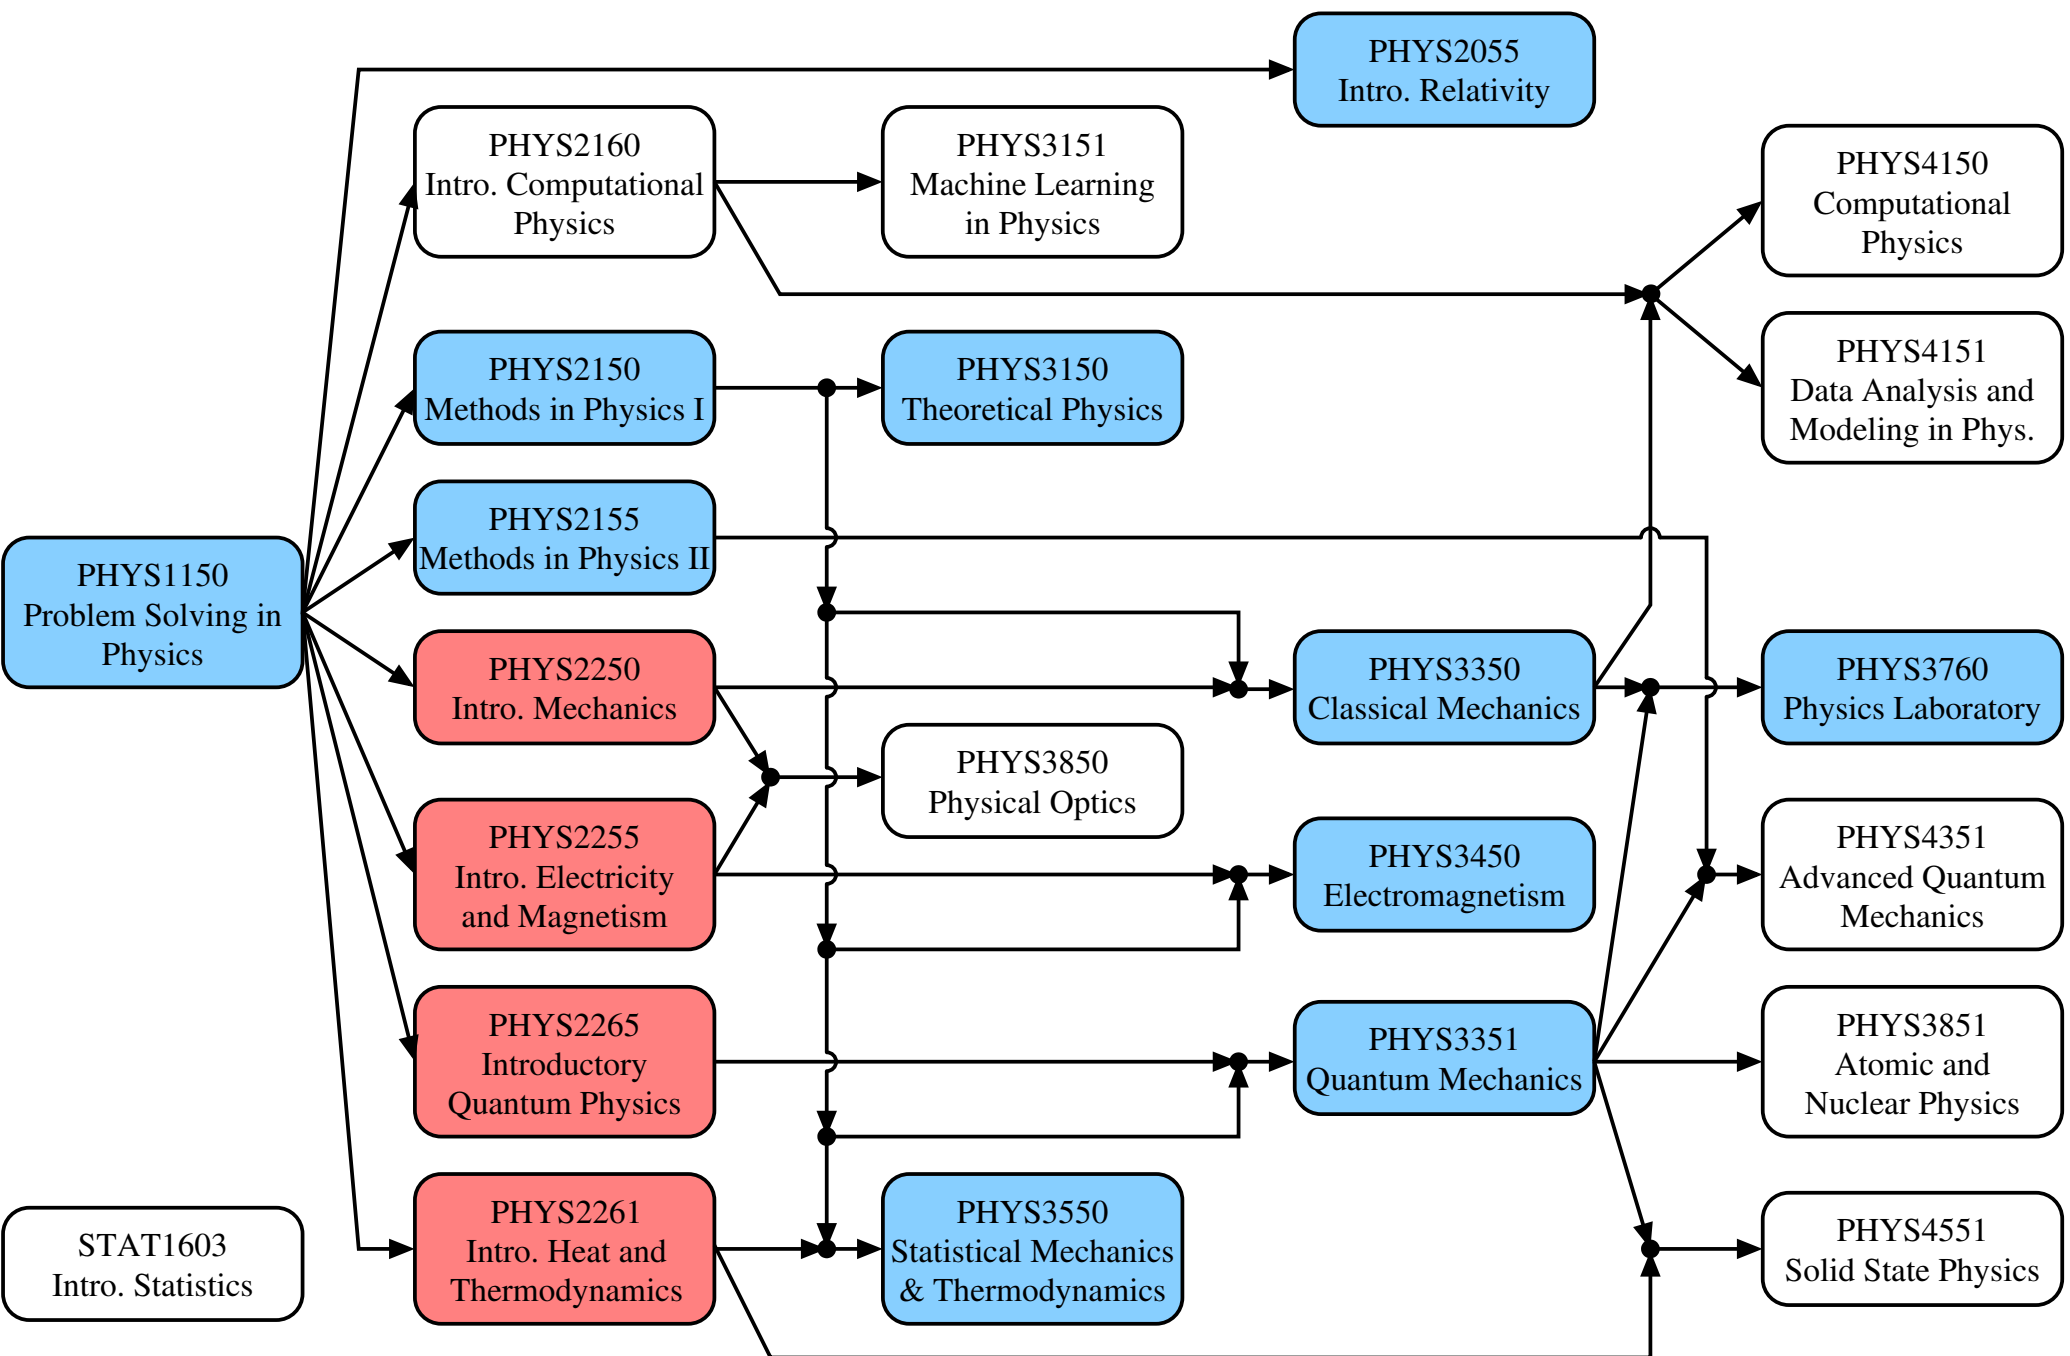 PHYS2055
Intro. Relativity
PHYS2160
Intro. Computational
Physics
PHYS3151
Machine Learning
in Physics
PHYS4150
Computational
Physics
PHYS2150
Methods in Physics I
PHYS3150
Theoretical Physics
PHYS4151
Data Analysis and
Modeling in Phys.
PHYS2155
Methods in Physics II
PHYS1150
Problem Solving in
Physics
PHYS2250
Intro. Mechanics
PHYS3350
Classical Mechanics
PHYS3760
Physics Laboratory
PHYS3850
Physical Optics
PHYS2255
Intro. Electricity
and Magnetism
PHYS3450
Electromagnetism
PHYS4351
Advanced Quantum
Mechanics
PHYS2265
Introductory
Quantum Physics
PHYS3351
Quantum Mechanics
PHYS3851
Atomic and
Nuclear Physics
STAT1603
Intro. Statistics
PHYS2261
Intro. Heat and
Thermodynamics
PHYS3550
Statistical Mechanics
& Thermodynamics
PHYS4551
Solid State Physics